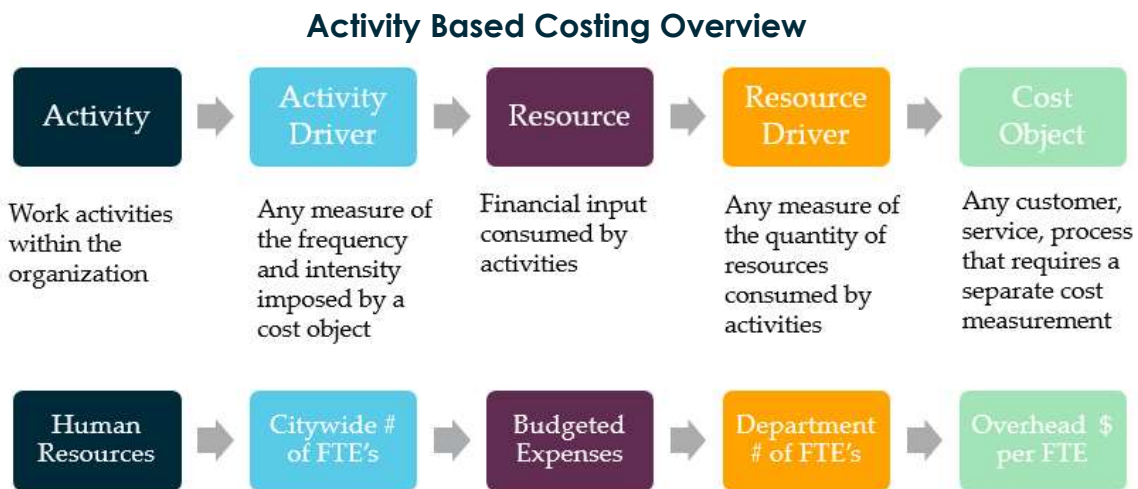 Activity Based Costing Overview
Activity
Activity
Driver
Resource
Resource
Driver
Cost
Object
Work activities
within the
organization
Any measure of
the frequency
and intensity
imposed by a
cost object
Financial input
consumed by
activities
Any measure of
the quantity of
resources
consumed by
activities
Any customer,
service, process
that requires a
separate cost
measurement
Human
Resources
Citywide #
of FTE's
Budgeted
Expenses
Department
# of FTE's
Overhead $
per FTE